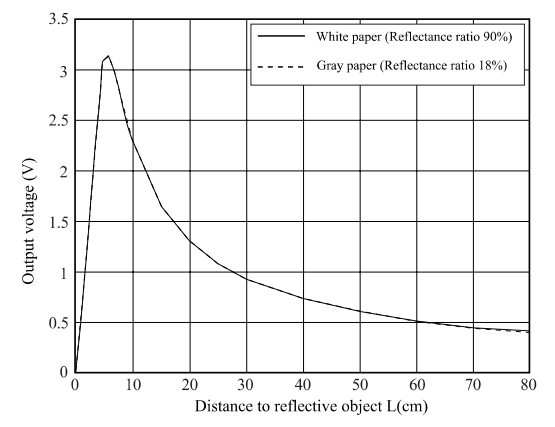 3.5
3
2.5
2
1.5
1
0.5
0
Output voltage (V)
White paper (Reflectance ratio 90%)
Gray paper (Reflectance ratio 18%)
0 10 20 30 40 50 60 70 80
Distance to reflective object L(cm)